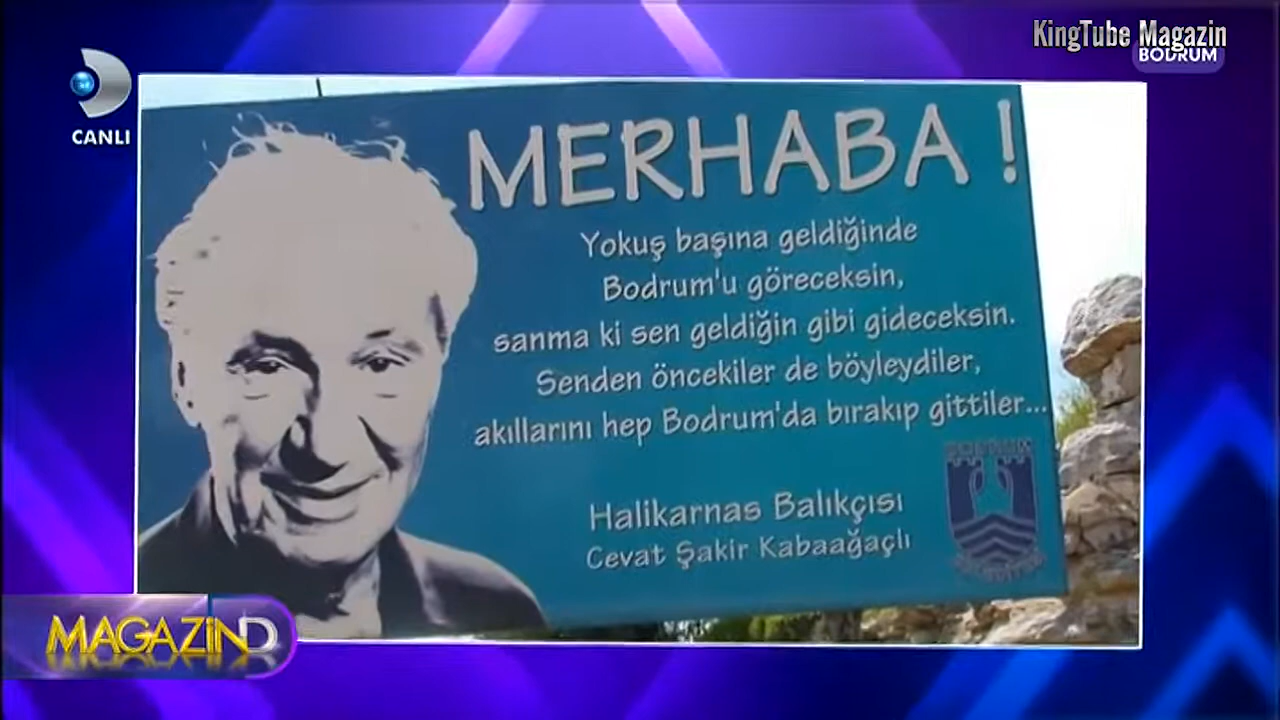 KingTube Magazin
BODRUM
CANLI
MERHABA !
Yokuş başına geldiğinde
Bodrum'u göreceksin,
sanma ki sen geldiğin gibi gideceksin.
Senden öncekiler de böyleydiler,
akıllarını hep Bodrum'da bırakıp gittiler...
Halikarnas Balıkçısı
Cevat Şakir Kabaağaçlı
MAGAZİN D